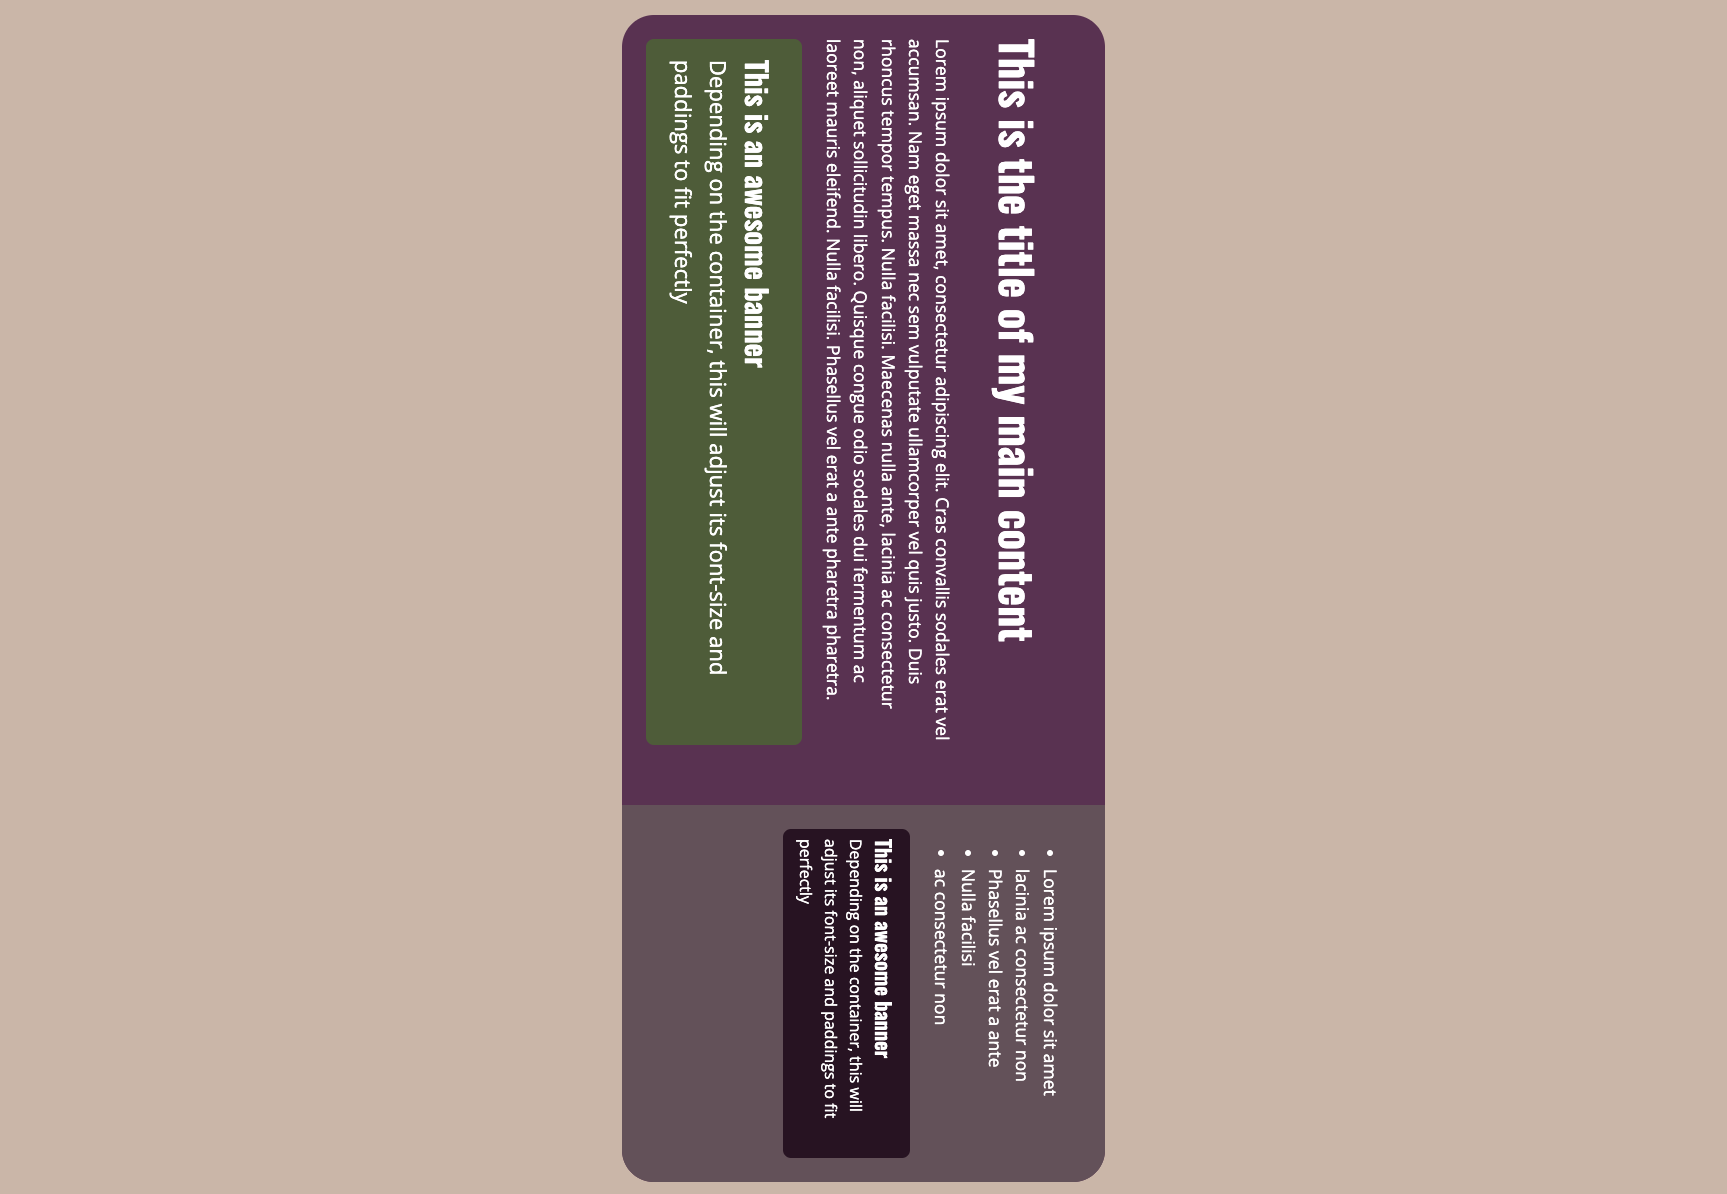 This is the title of my main content
Lorem ipsum dolor sit amet, consectetur adipiscing elit. Cras convallis sodales erat vel
accumsan. Nam eget massa nec sem vulputate ullamcorper vel quis justo. Duis
rhoncus tempor tempus. Nulla facilisi. Maecenas nulla ante, lacinia ac consectetur
non, aliquet sollicitudin libero. Quisque congue odio sodales dui fermentum ac
laoreet mauris eleifend. Nulla facilisi. Phasellus vel erat a ante pharetra pharetra.
This is an awesome banner
Depending on the container, this will adjust its font-size and
paddings to fit perfectly
• Lorem ipsum dolor sit amet
• lacinia ac consectetur non
• Phasellus vel erat a ante
• Nulla facilisi
• ac consectetur non
This is an awesome banner
Depending on the container, this will
adjust its font-size and paddings to fit
perfectly